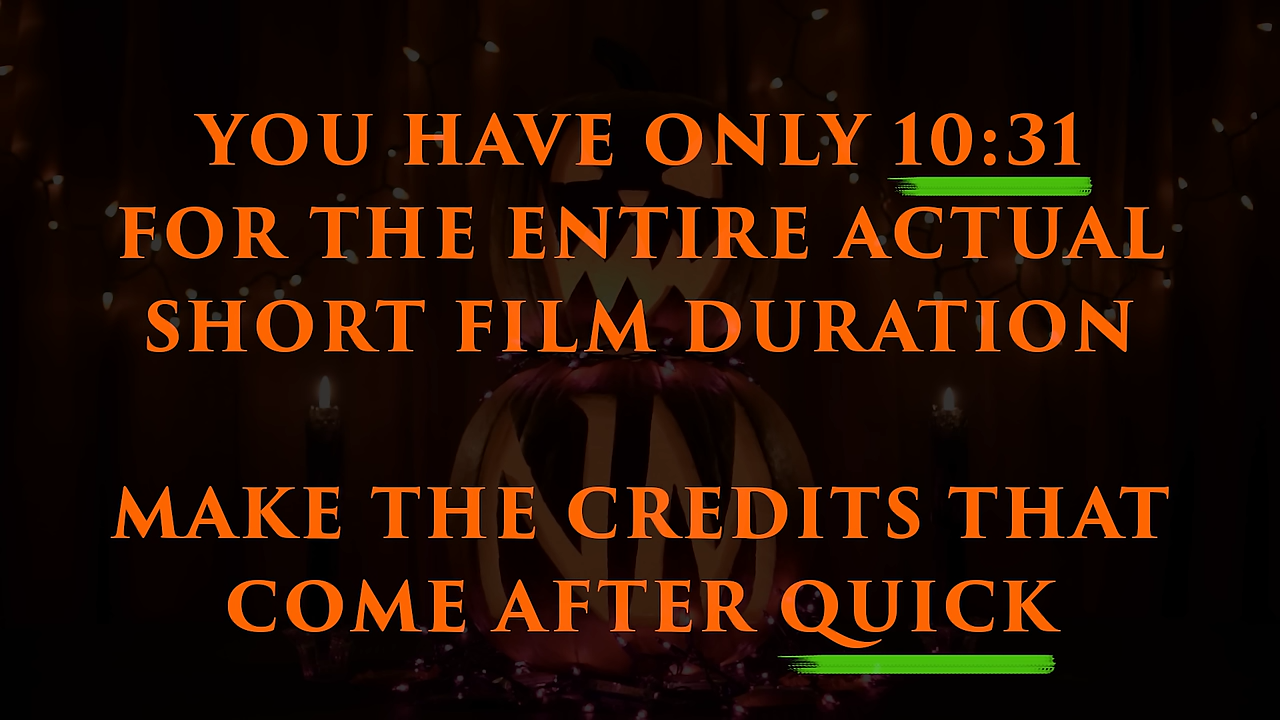 YOU HAVE ONLY 10:31
FOR THE ENTIRE ACTUAL
SHORT FILM DURATION
MAKE THE CREDITS THAT
COME AFTER QUICK